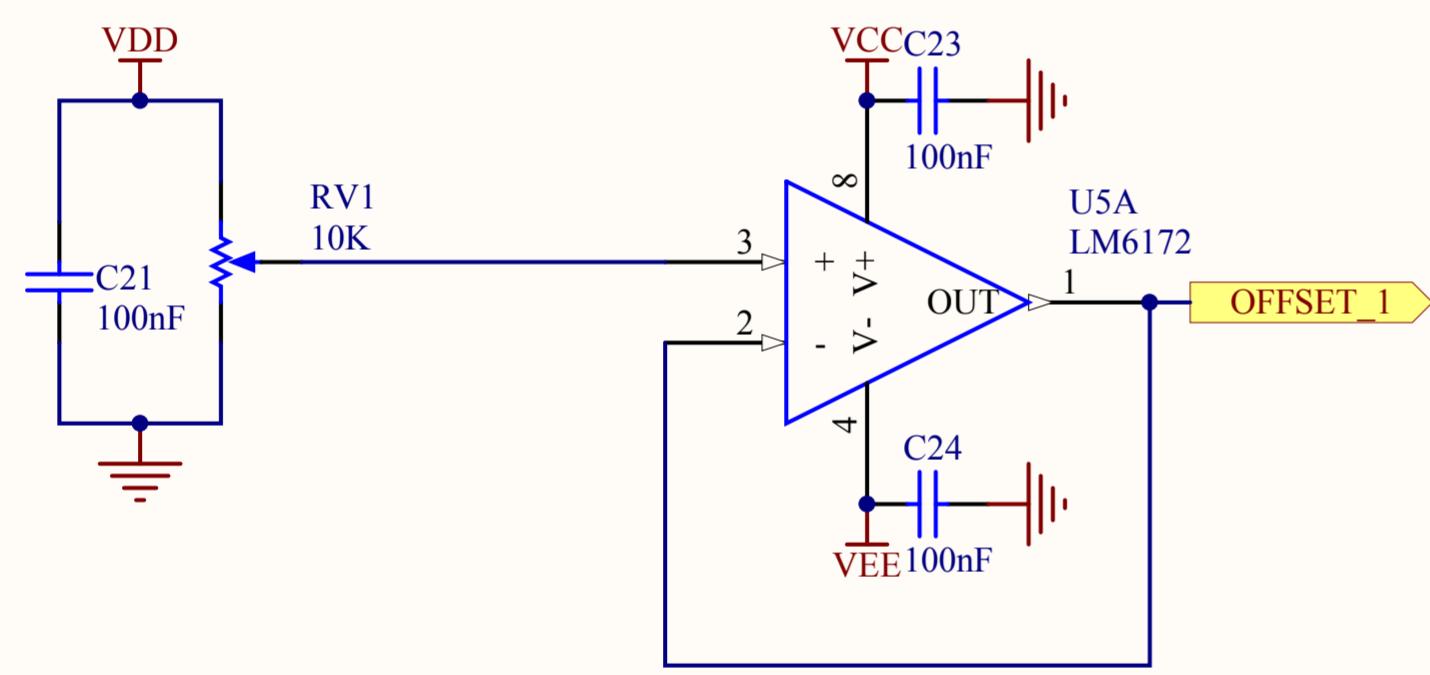 VDD
VCC
C23
100nF
8
RV1
10K
U5A
LM6172
3
+
V+
C21
100nF
1
OUT
OFFSET_1
2
-
V-
4
C24
VEE
100nF